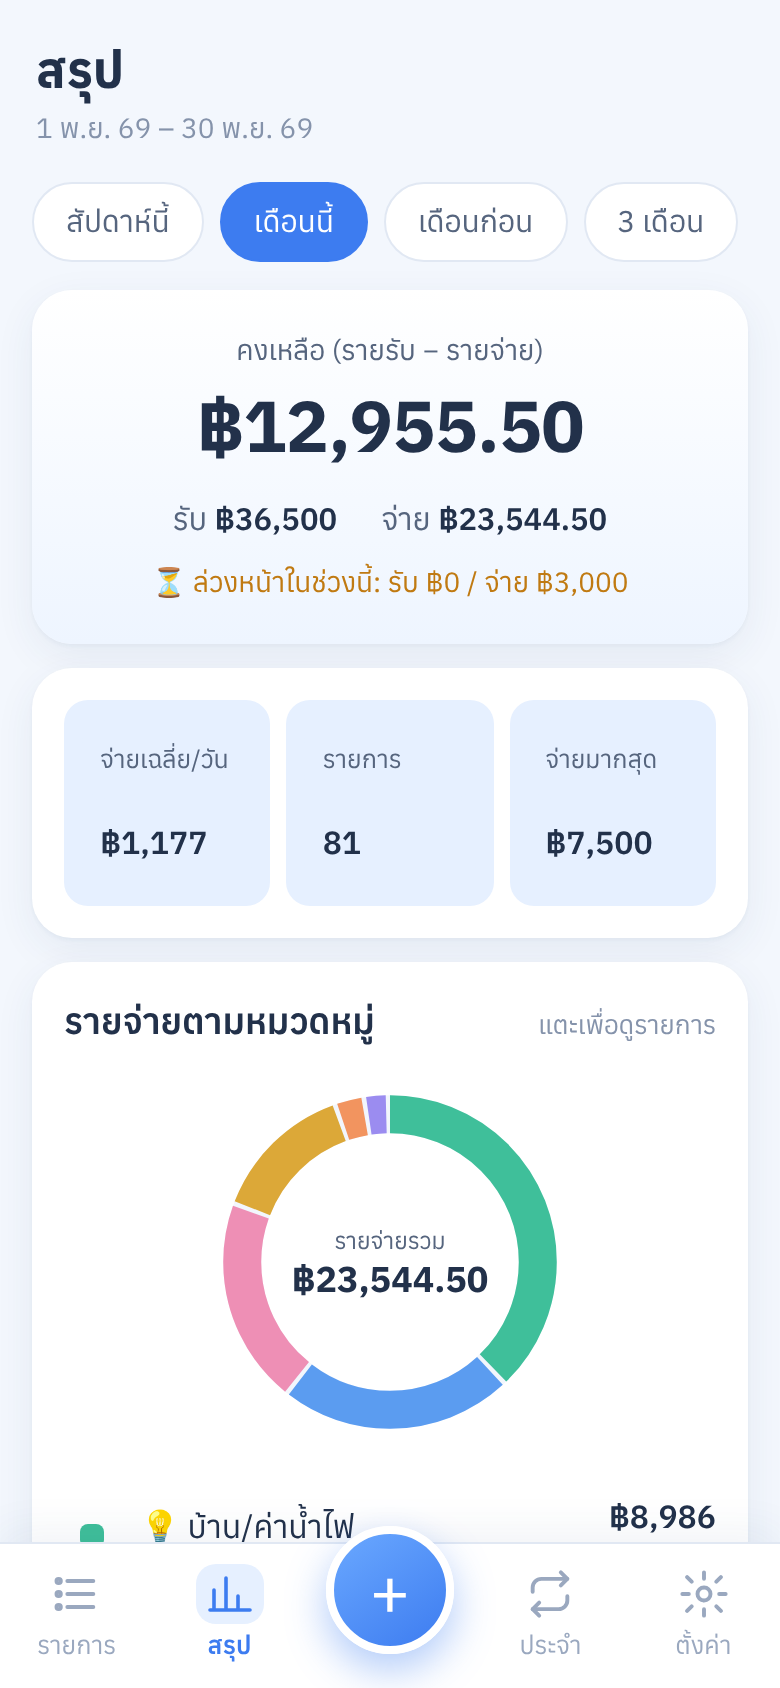 สรุป
1 พ.ย. 69 – 30 พ.ย. 69
สัปดาห์นี้ เดือนนี้ เดือนก่อน 3 เดือน
คงเหลือ (รายรับ – รายจ่าย)
฿12,955.50
รับ ฿36,500 จ่าย ฿23,544.50
⏳ ล่วงหน้าในช่วงนี้: รับ ฿0 / จ่าย ฿3,000
จ่ายเฉลี่ย/วัน รายการ จ่ายมากสุด
฿1,177 81 ฿7,500
รายจ่ายตามหมวดหมู่ แตะเพื่อดูรายการ
รายจ่ายรวม
฿23,544.50
💡 บ้าน/ค่าน้ำไฟ ฿8,986
รายการ สรุป + ประจำ ตั้งค่า